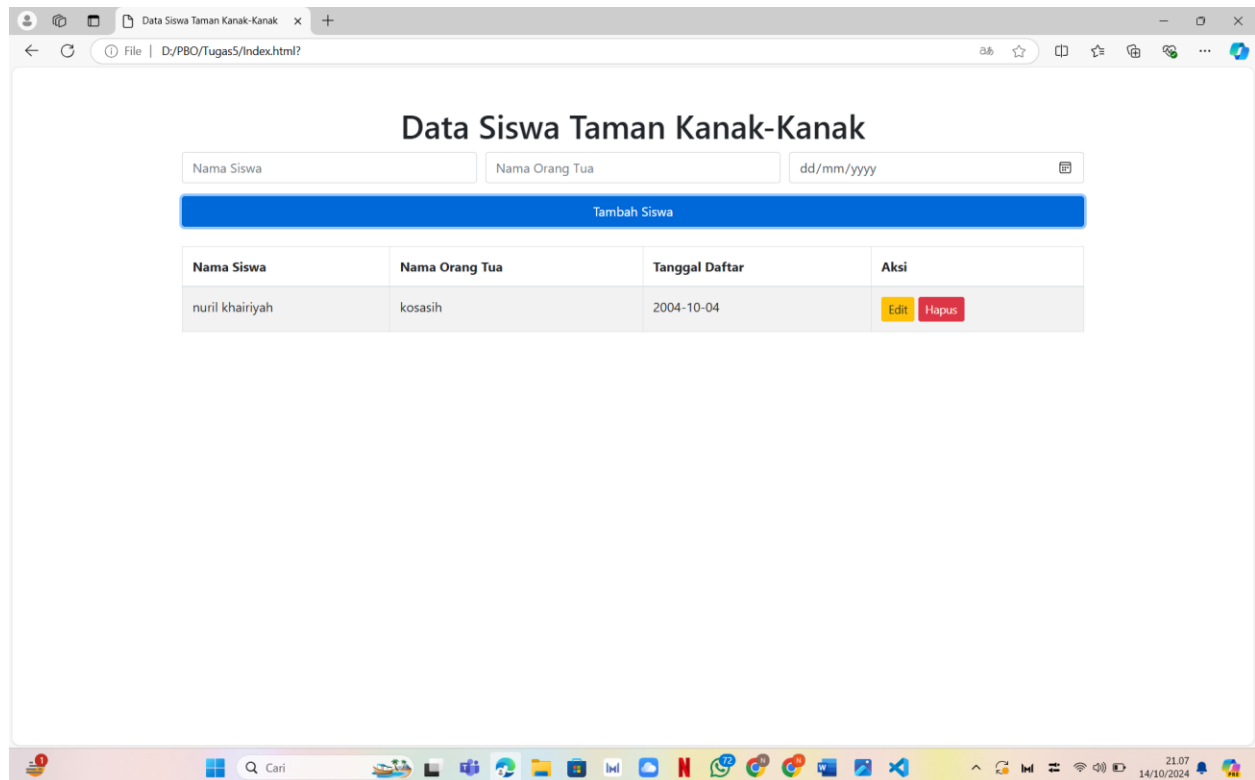 Data Siswa Taman Kanak-Kanak
File | D:/PBO/Tugas5/Index.html?
Data Siswa Taman Kanak-Kanak
Nama Siswa Nama Orang Tua dd/mm/yyyy
Tambah Siswa
Nama Siswa Nama Orang Tua Tanggal Daftar Aksi
nuril khairiyah kosasih 2004-10-04 Edit Hapus
1 Cari 72 21.07
14/10/2024